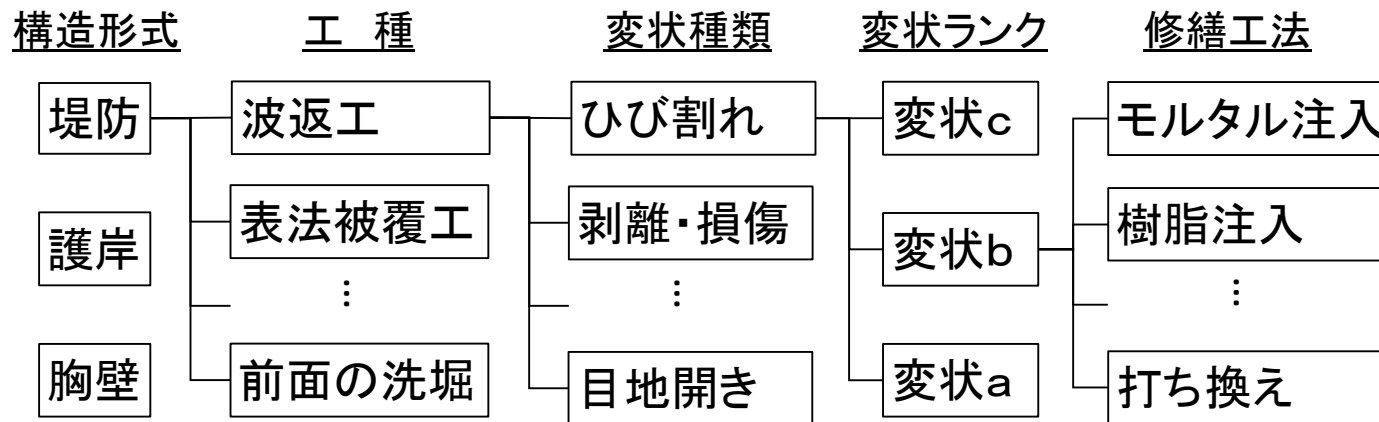 構造形式 工 種 変状種類 変状ランク 修繕工法
堤防 波返工 ひび割れ 変状c モルタル注入
表法被覆工 剥離・損傷 樹脂注入
護岸 変状b
⋮ ⋮ ⋮
胸壁 前面の洗堀 目地開き 変状a 打ち換え